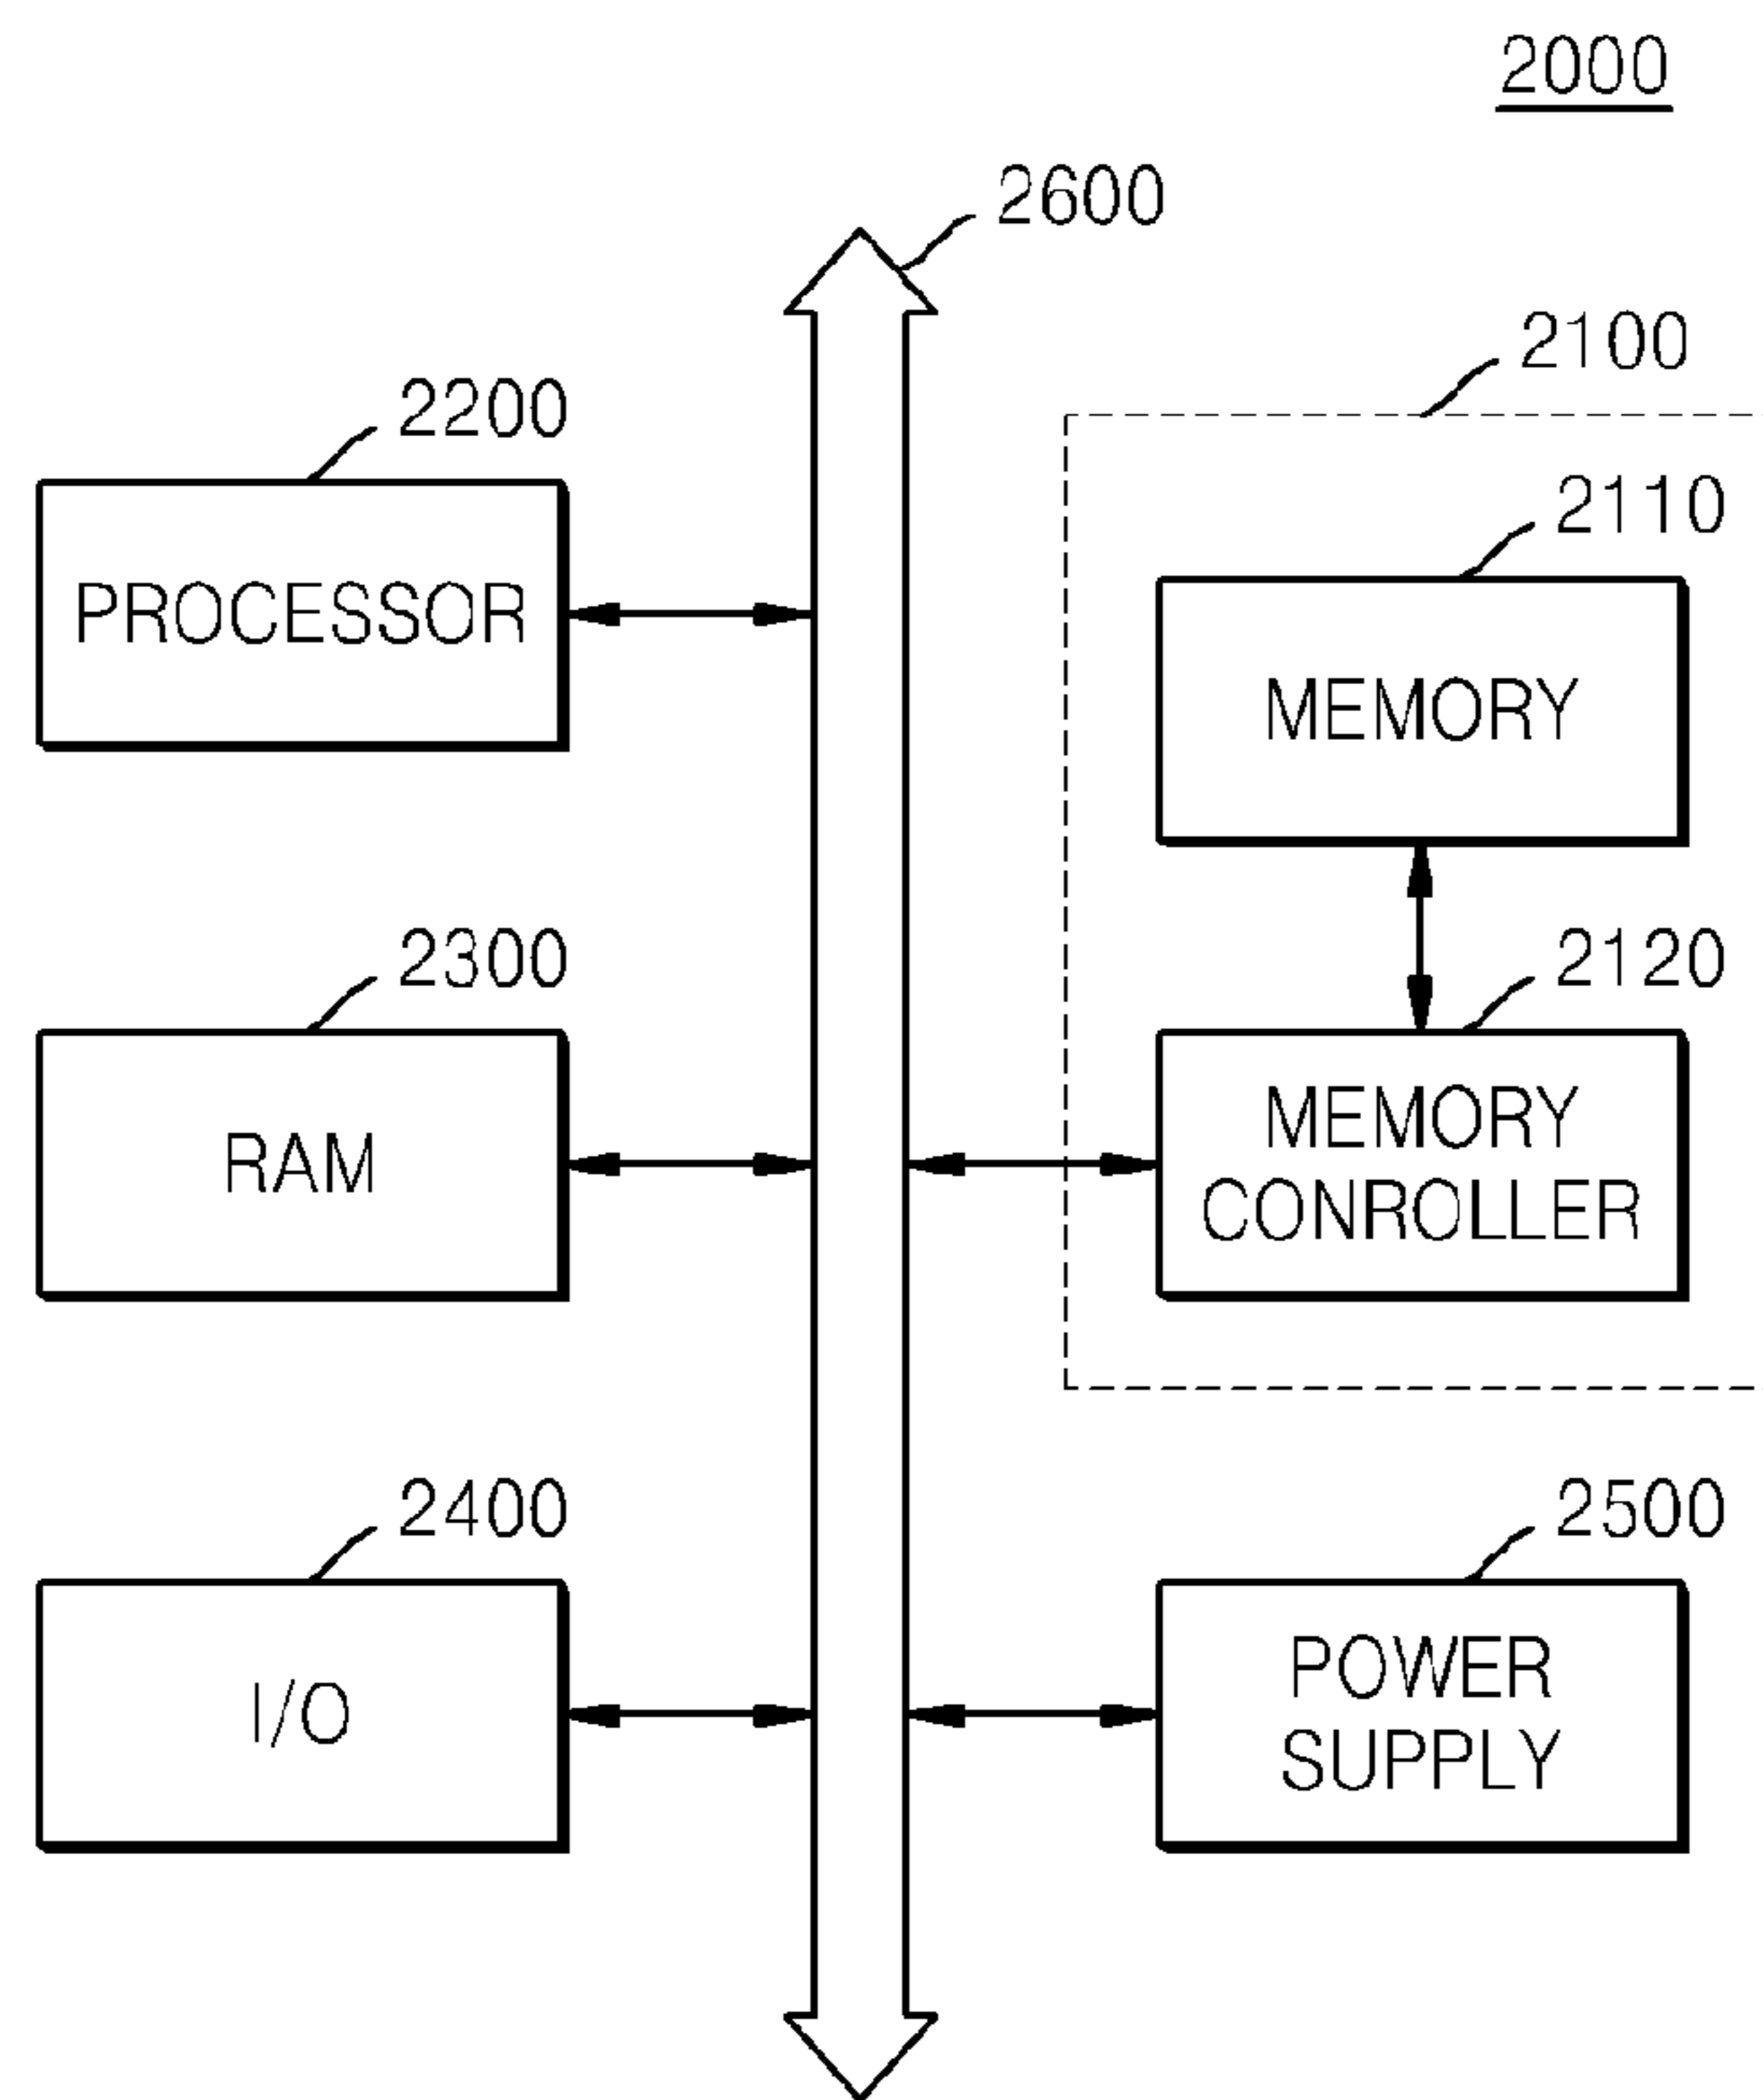 2000
2600
2100
2200
2110
PROCESSOR
MEMORY
2300
2120
RAM
MEMORY
CONROLLER
2400
2500
I/O
POWER
SUPPLY